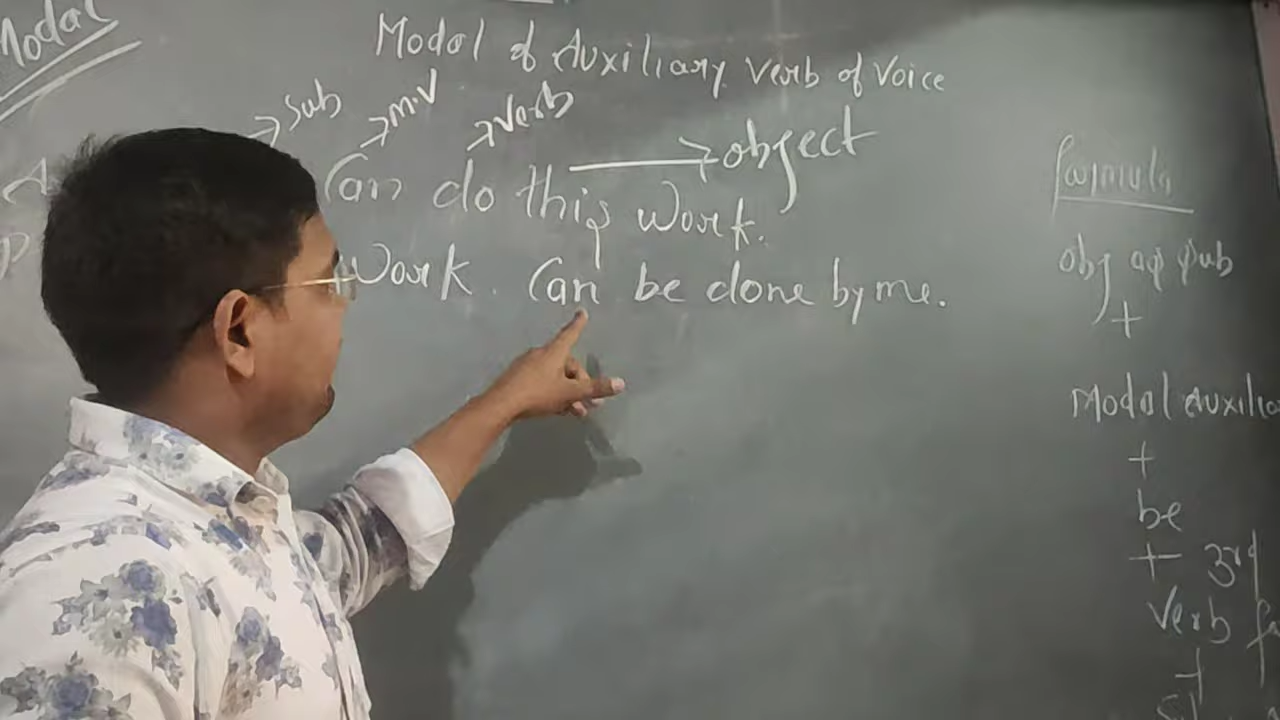 Modal
Modal of Auxiliary Verb of Voice
Sub
M.V
Verb
object
Can do this Work.
Work. Can be done by me.
formula
obj as sub
+
Modal Auxilia
+
be
+ 3rd
Verb
+